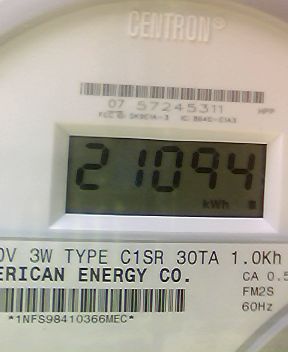 CENTRON®
07 57245311
HPP
21094
kWh
0V 3W TYPE C1SR 30TA 1.0Kh
ERICAN ENERGY CO.
CA 0.5
FM2S
60Hz
*1NFS98410366MEC*